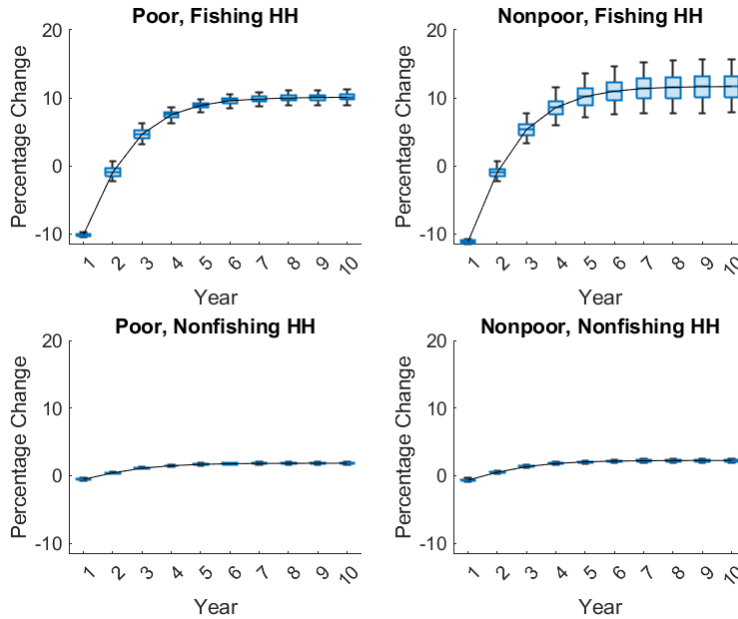 Poor, Fishing HH
Percentage Change
20
10
0
-10
1 2 3 4 5 6 7 8 9 10
Year
Nonpoor, Fishing HH
Percentage Change
20
10
0
-10
1 2 3 4 5 6 7 8 9 10
Year
Poor, Nonfishing HH
Percentage Change
20
10
0
-10
1 2 3 4 5 6 7 8 9 10
Year
Nonpoor, Nonfishing HH
Percentage Change
20
10
0
-10
1 2 3 4 5 6 7 8 9 10
Year